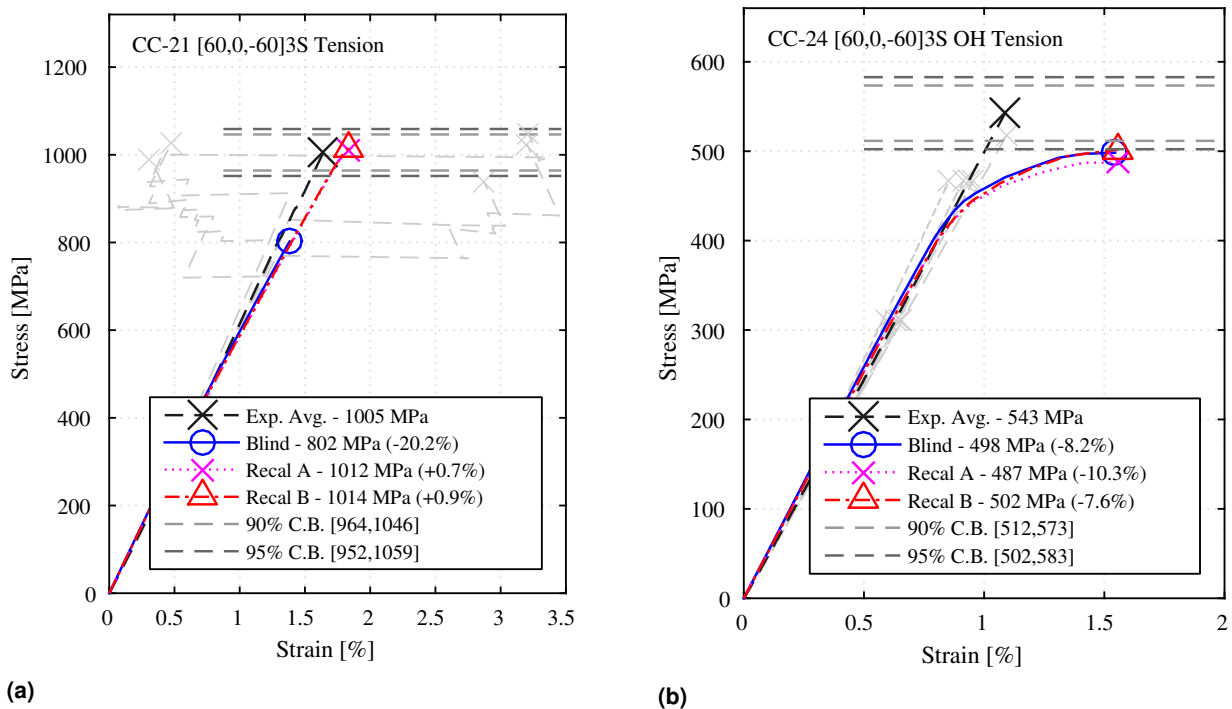 CC-21 [60,0,-60]3S Tension
1200
1000
800
600
400
200
0
Stress [MPa]
Exp. Avg. - 1005 MPa
Blind - 802 MPa (-20.2%)
Recal A - 1012 MPa (+0.7%)
Recal B - 1014 MPa (+0.9%)
90% C.B. [964,1046]
95% C.B. [952,1059]
0 0.5 1 1.5 2 2.5 3 3.5
Strain [%]
(a)
CC-24 [60,0,-60]3S OH Tension
600
500
400
300
200
100
0
Stress [MPa]
Exp. Avg. - 543 MPa
Blind - 498 MPa (-8.2%)
Recal A - 487 MPa (-10.3%)
Recal B - 502 MPa (-7.6%)
90% C.B. [512,573]
95% C.B. [502,583]
0 0.5 1 1.5 2
Strain [%]
(b)